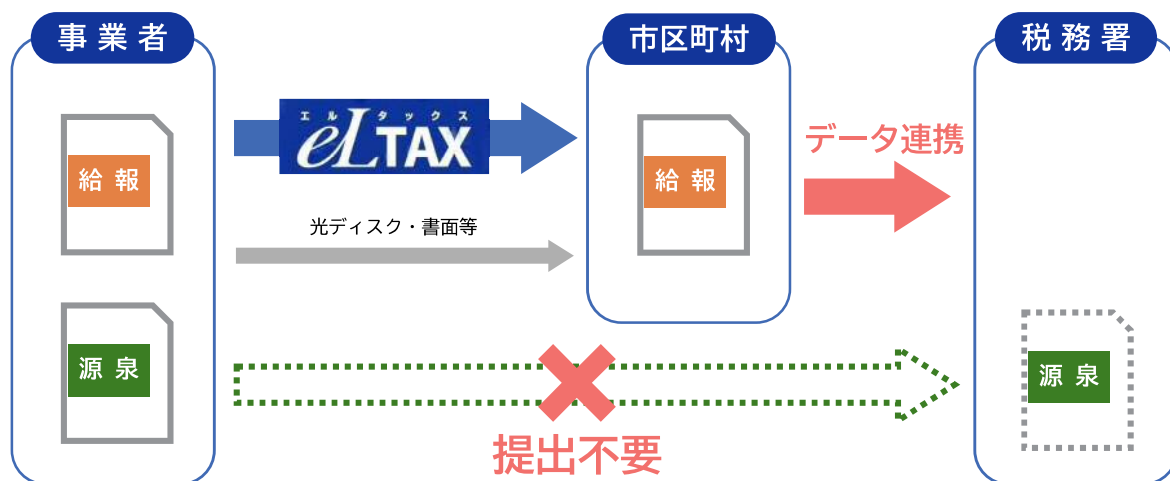 事業者
市区町村
税務署
エルタックス
eLTAX
データ連携
給報
給報
光ディスク・書面等
源泉
源泉
提出不要